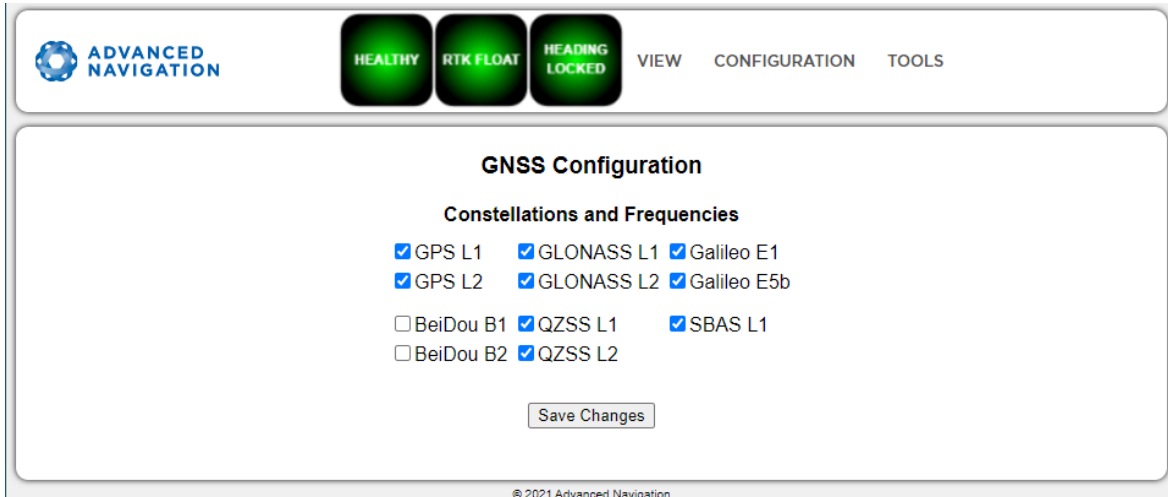 ADVANCED
NAVIGATION
HEALTHY
RTK FLOAT
HEADING
LOCKED
VIEW
CONFIGURATION
TOOLS
GNSS Configuration
Constellations and Frequencies
GPS L1 GLONASS L1 Galileo E1
GPS L2 GLONASS L2 Galileo E5b
BeiDou B1 QZSS L1 SBAS L1
BeiDou B2 QZSS L2
Save Changes
© 2021 Advanced Navigation